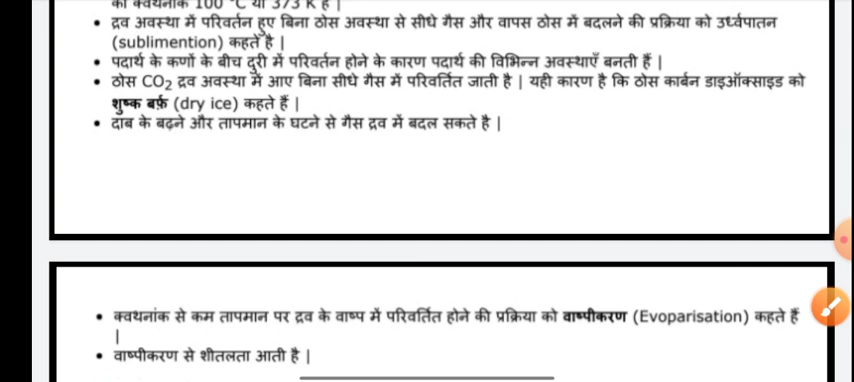 का क्वथनांक 100 °C या 373 K है |
• द्रव अवस्था में परिवर्तन हुए बिना ठोस अवस्था से सीधे गैस और वापस ठोस में बदलने की प्रक्रिया को उर्ध्वपातन
(sublimention) कहते है |
• पदार्थ के कणों के बीच दुरी में परिवर्तन होने के कारण पदार्थ की विभिन्न अवस्थाएँ बनती हैं |
• ठोस CO₂ द्रव अवस्था में आए बिना सीधे गैस में परिवर्तित जाती है | यही कारण है कि ठोस कार्बन डाइऑक्साइड को
शुष्क बर्फ़ (dry ice) कहते हैं |
• दाब के बढ़ने और तापमान के घटने से गैस द्रव में बदल सकते है |
• क्वथनांक से कम तापमान पर द्रव के वाष्प में परिवर्तित होने की प्रक्रिया को वाष्पीकरण (Evoparisation) कहते हैं
|
• वाष्पीकरण से शीतलता आती है |